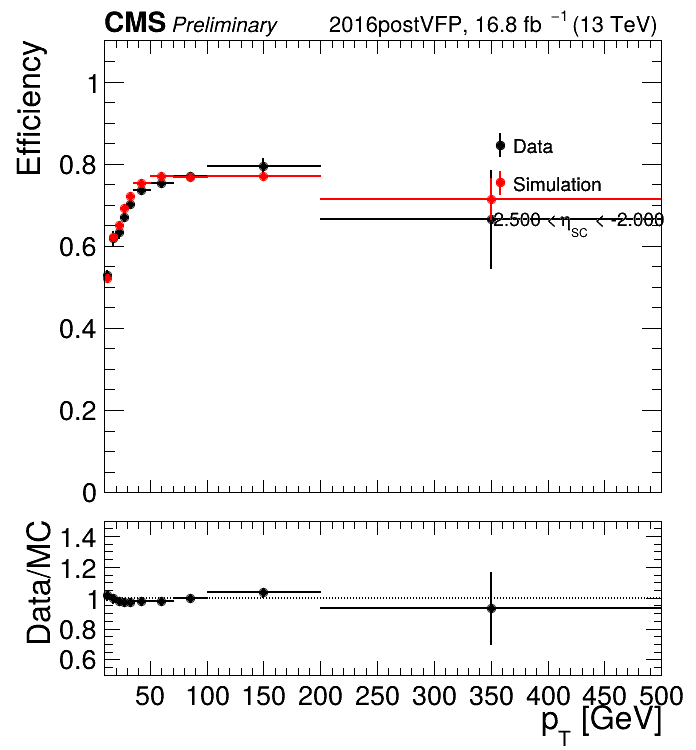 CMS Preliminary 2016postVFP, 16.8 fb⁻¹ (13 TeV)
Efficiency
1
0.8
0.6
0.4
0.2
0
Data
Simulation
-2.500 < ηSC < -2.000
Data/MC
1.4
1.2
1
0.8
0.6
50 100 150 200 250 300 350 400 450 500
pT [GeV]